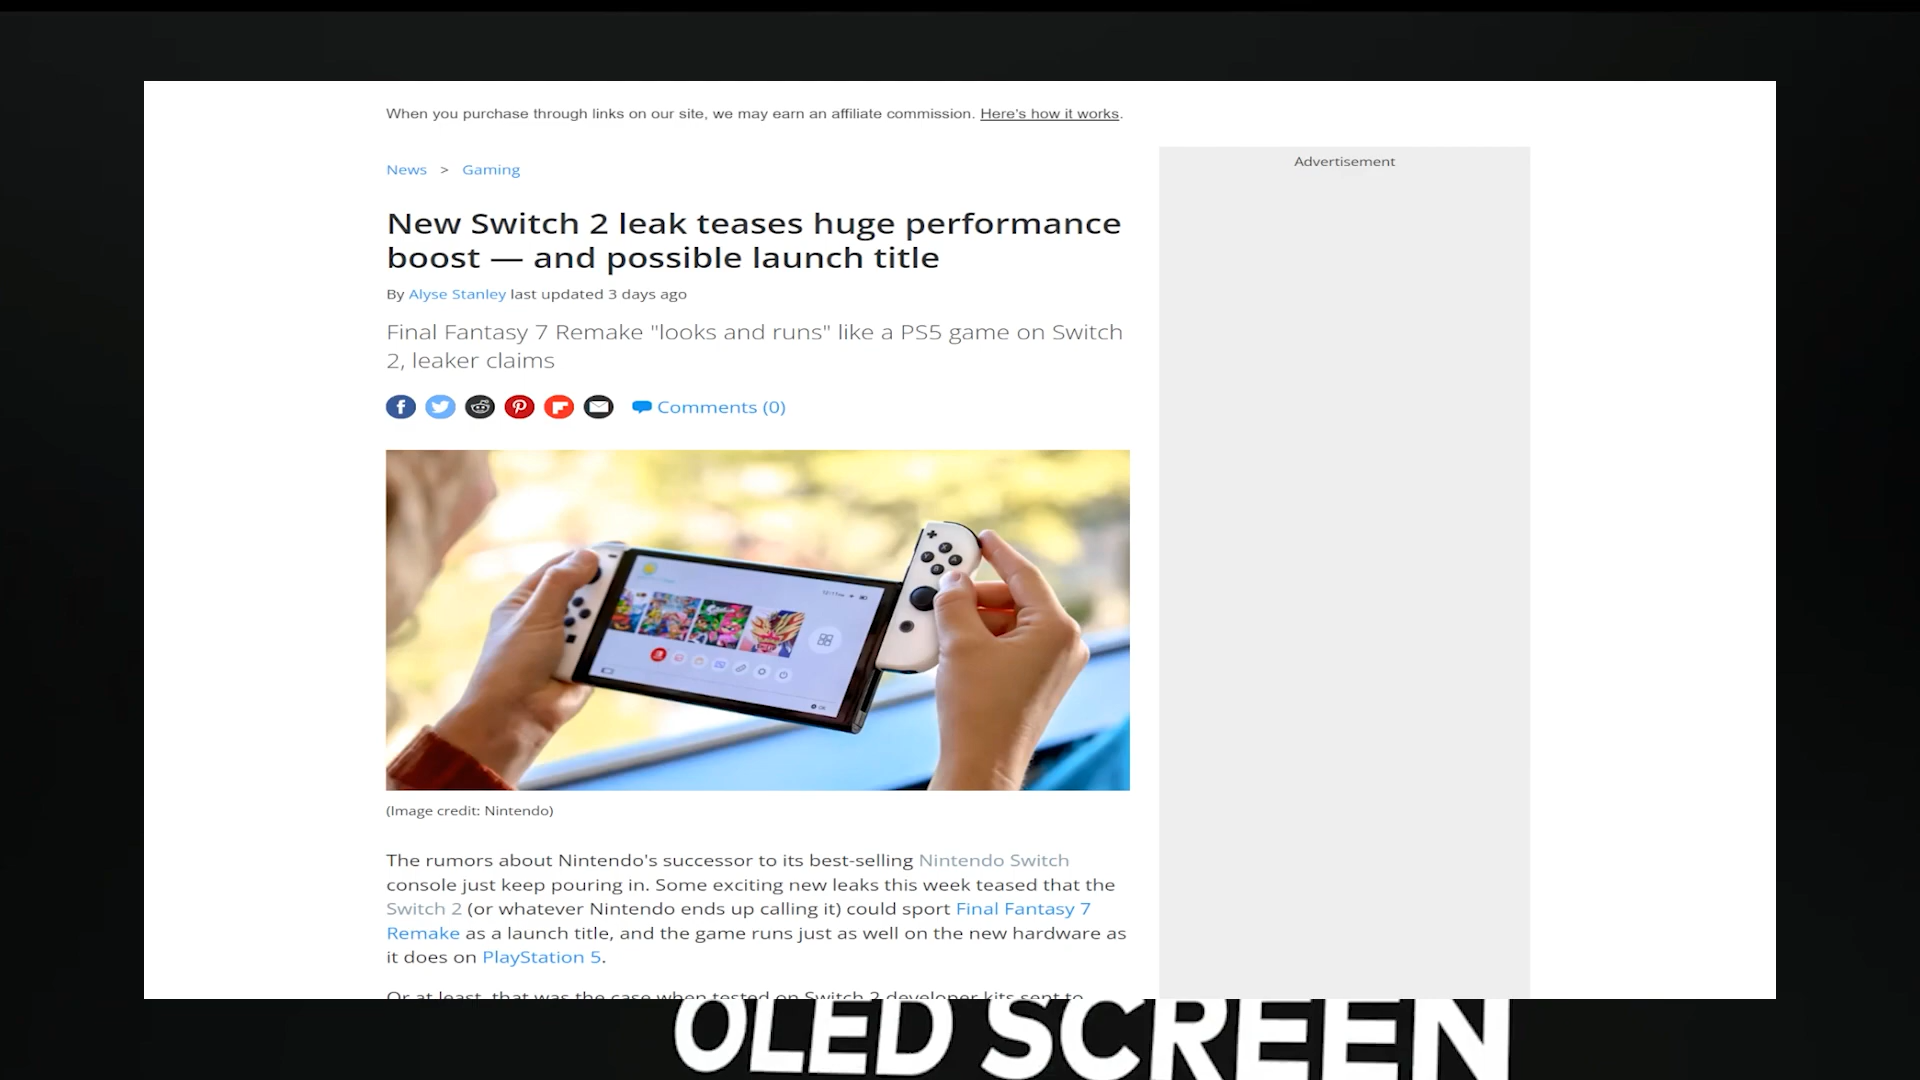 When you purchase through links on our site, we may earn an affiliate commission. Here's how it works.
News > Gaming
Advertisement
New Switch 2 leak teases huge performance
boost — and possible launch title
By Alyse Stanley last updated 3 days ago
Final Fantasy 7 Remake "looks and runs" like a PS5 game on Switch
2, leaker claims
Comments (0)
(Image credit: Nintendo)
The rumors about Nintendo's successor to its best-selling Nintendo Switch
console just keep pouring in. Some exciting new leaks this week teased that the
Switch 2 (or whatever Nintendo ends up calling it) could sport Final Fantasy 7
Remake as a launch title, and the game runs just as well on the new hardware as
it does on PlayStation 5.
Or at least, that was the case when tested on Switch 2 developer kits sent to
OLED SCREEN